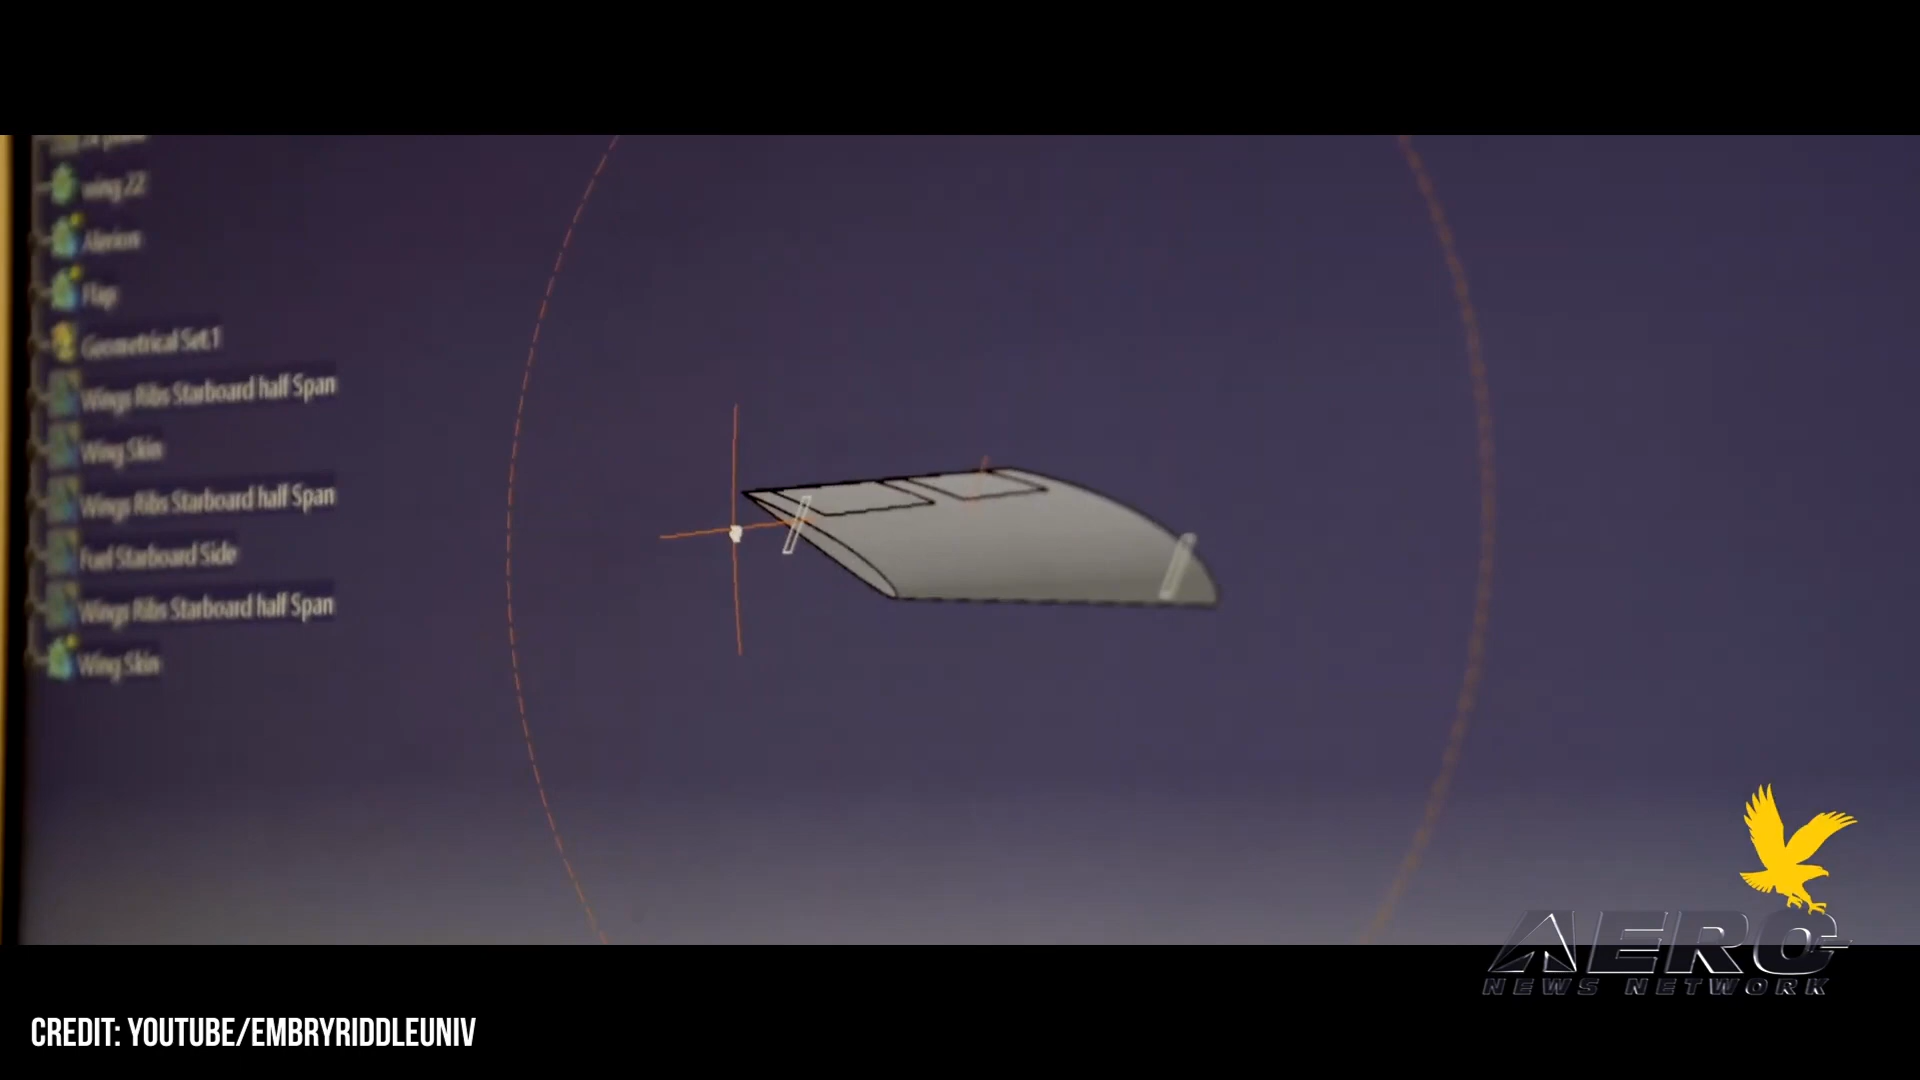 wing 22
Alerion
Flap
Geometrical Set.1
Wings Ribs Starboard half Span
Wing Skin
Wings Ribs Starboard half Span
Fuel Starboard Side
Wings Ribs Starboard half Span
Wing Skin
AERO
NEWS NETWORK
CREDIT: YOUTUBE/EMBRYRIDDLEUNIV